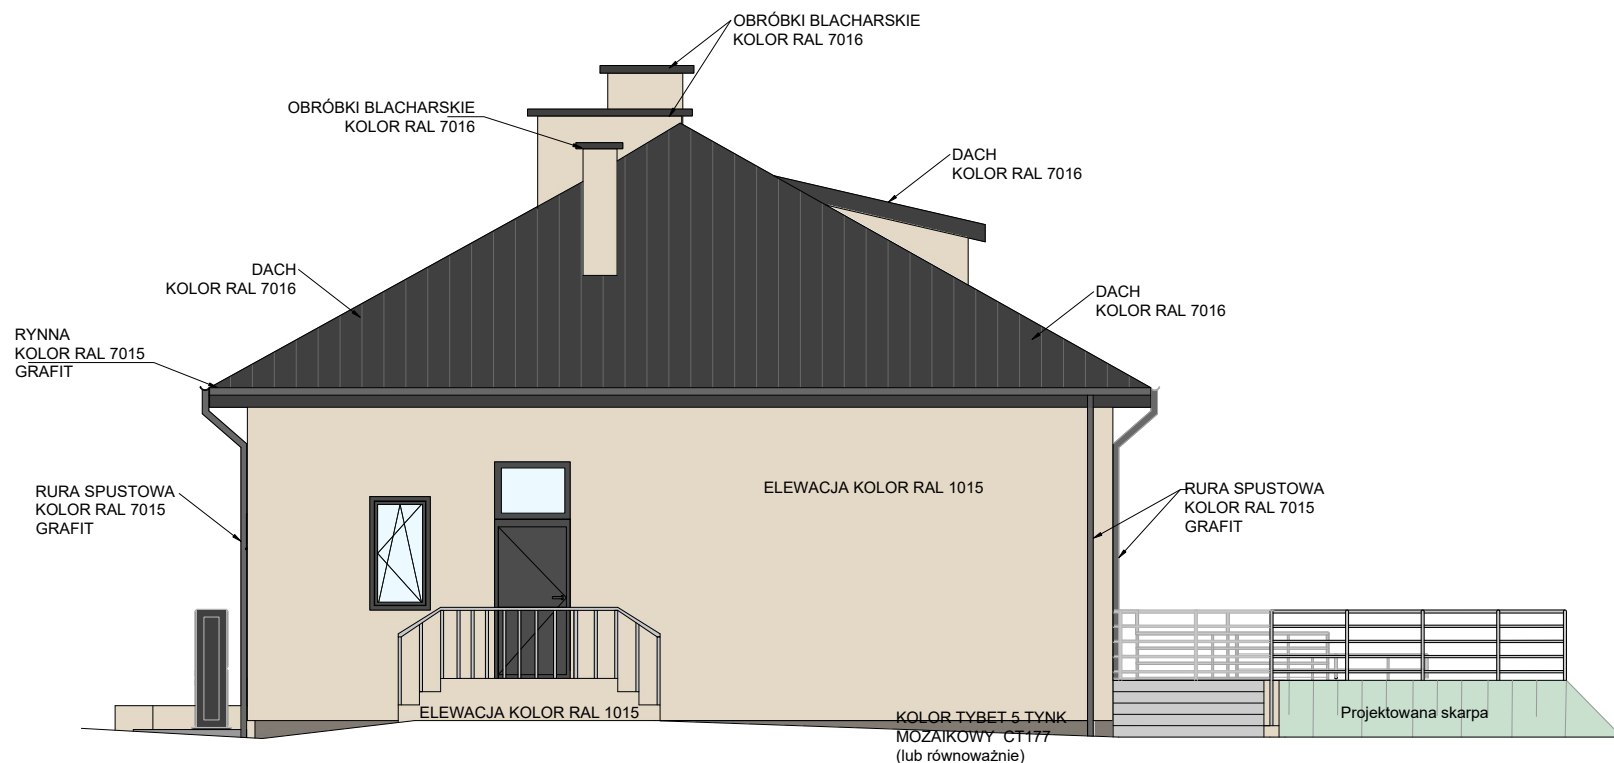 OBRÓBKI BLACHARSKIE
KOLOR RAL 7016
OBRÓBKI BLACHARSKIE
KOLOR RAL 7016
DACH
KOLOR RAL 7016
DACH
KOLOR RAL 7016
DACH
KOLOR RAL 7016
RYNNA
KOLOR RAL 7015
GRAFIT
RURA SPUSTOWA
KOLOR RAL 7015
GRAFIT
ELEWACJA KOLOR RAL 1015
RURA SPUSTOWA
KOLOR RAL 7015
GRAFIT
ELEWACJA KOLOR RAL 1015
KOLOR TYBET 5 TYNK
MOZAIKOWY CT177
(lub równoważnie)
Projektowana skarpa